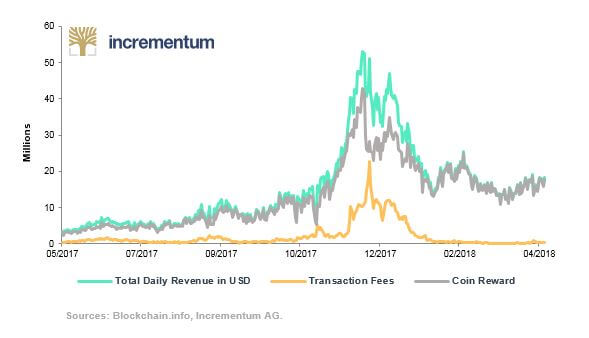 60
incrementum
50
40
Millions
30
20
10
0
05/2017 07/2017 08/2017 10/2017 12/2017 02/2018 04/2018
Total Daily Revenue in USD Transaction Fees Coin Reward
Sources: Blockchain.info, Incrementum AG.